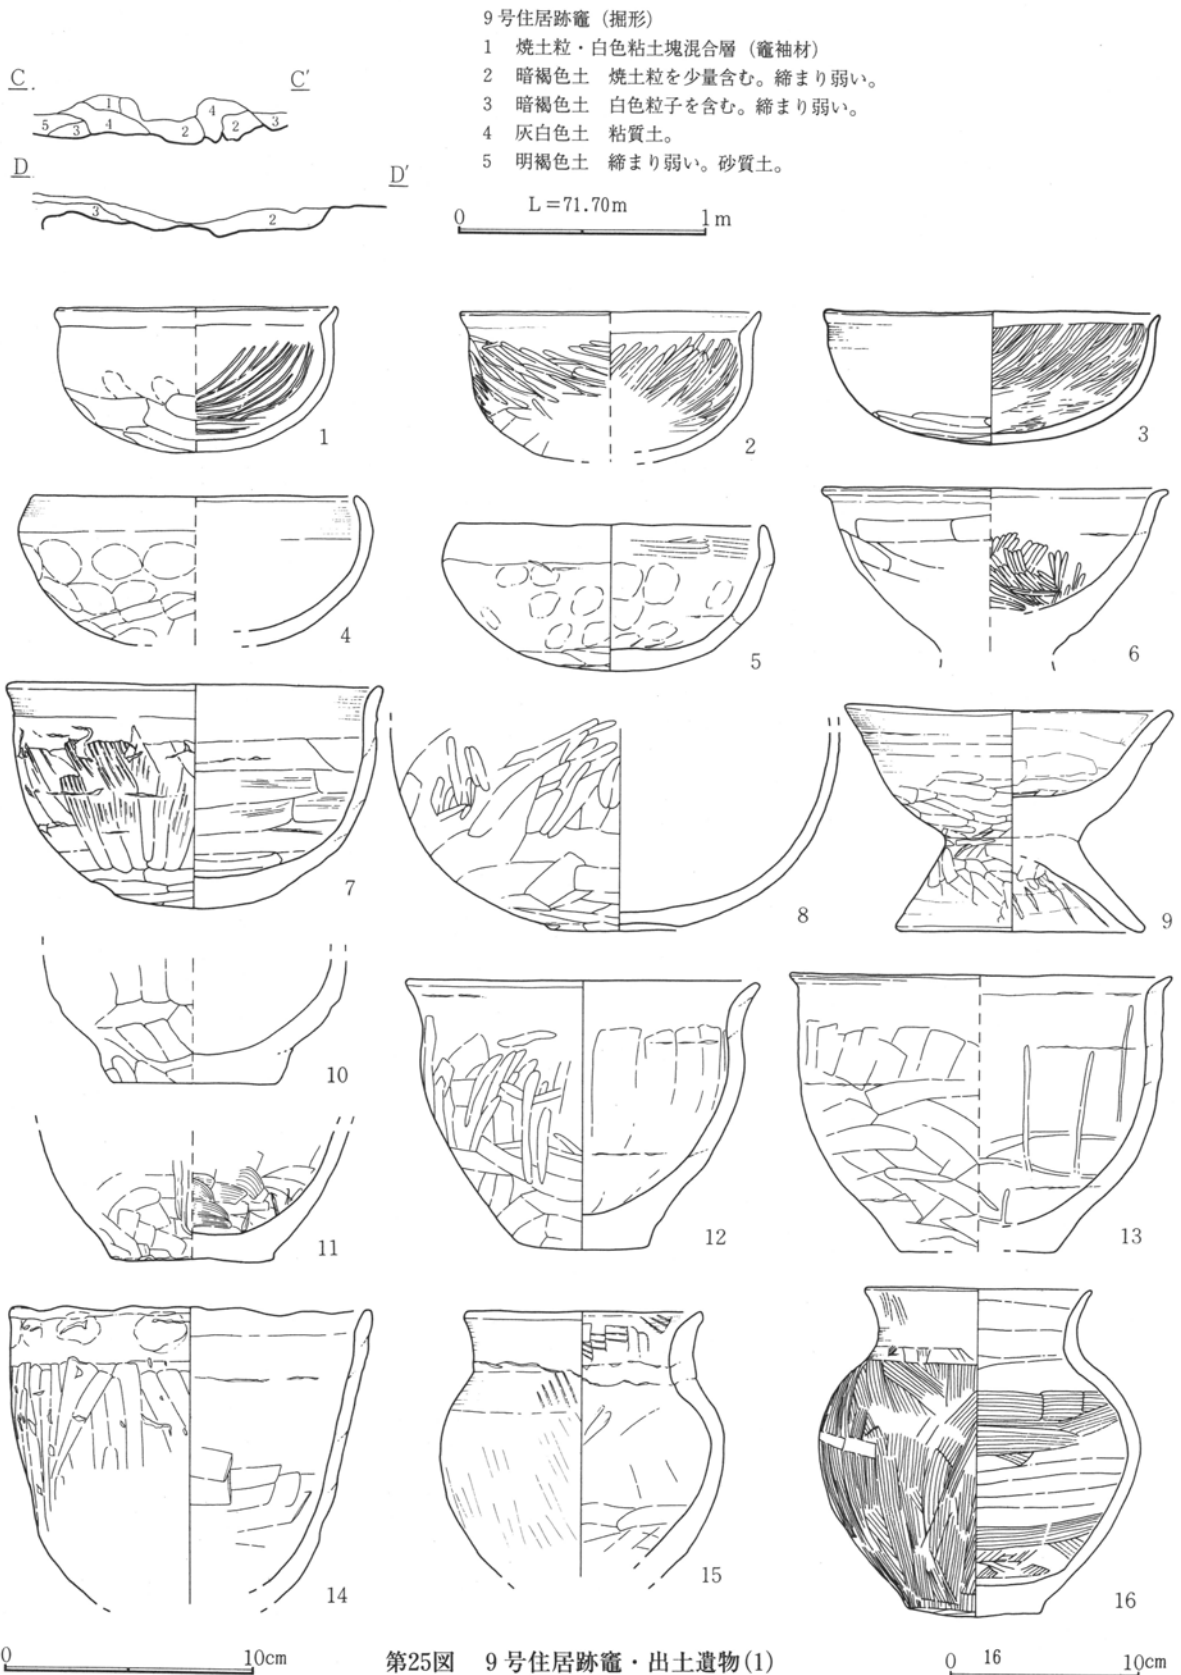 9号住居跡竈（掘形）
1 焼土粒・白色粘土塊混合層（竈袖材）
2 暗褐色土 焼土粒を少量含む。締まり弱い。
3 暗褐色土 白色粒子を含む。締まり弱い。
4 灰白色土 粘質土。
5 明褐色土 締まり弱い。砂質土。
C. C′
1
4
5 3 4 2 2 3
D D′
3 2
L=71.70m
0 1m
1
2
3
4
5
6
7
8
9
10
11
12
13
14
15
16
0 10cm
第25図 9号住居跡竈・出土遺物(1)
0 16 10cm